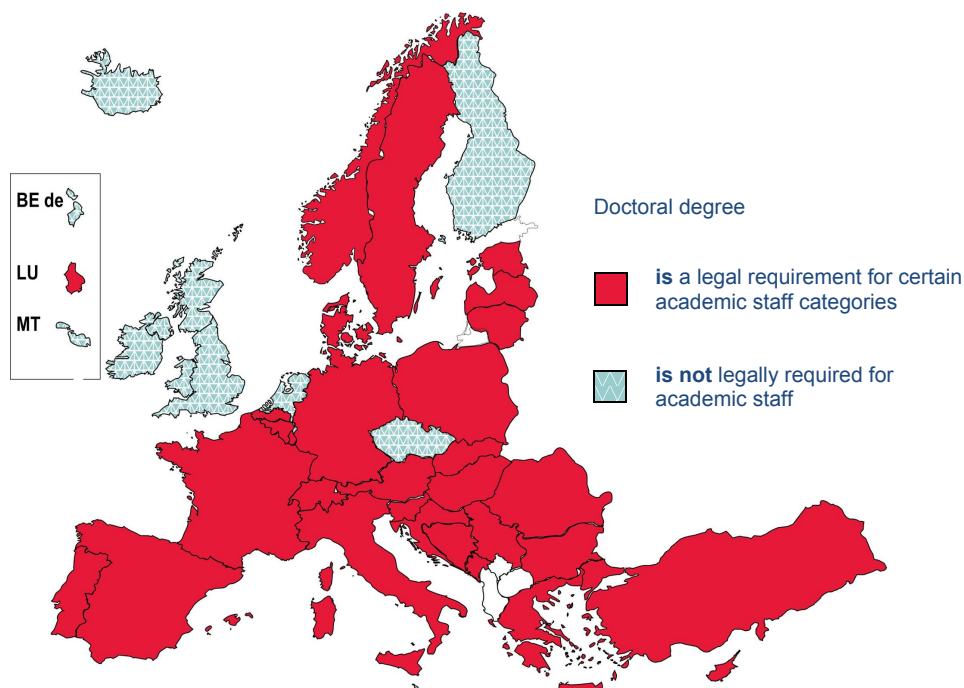 BE de
LU
MT
Doctoral degree
is a legal requirement for certain
academic staff categories
is not legally required for
academic staff